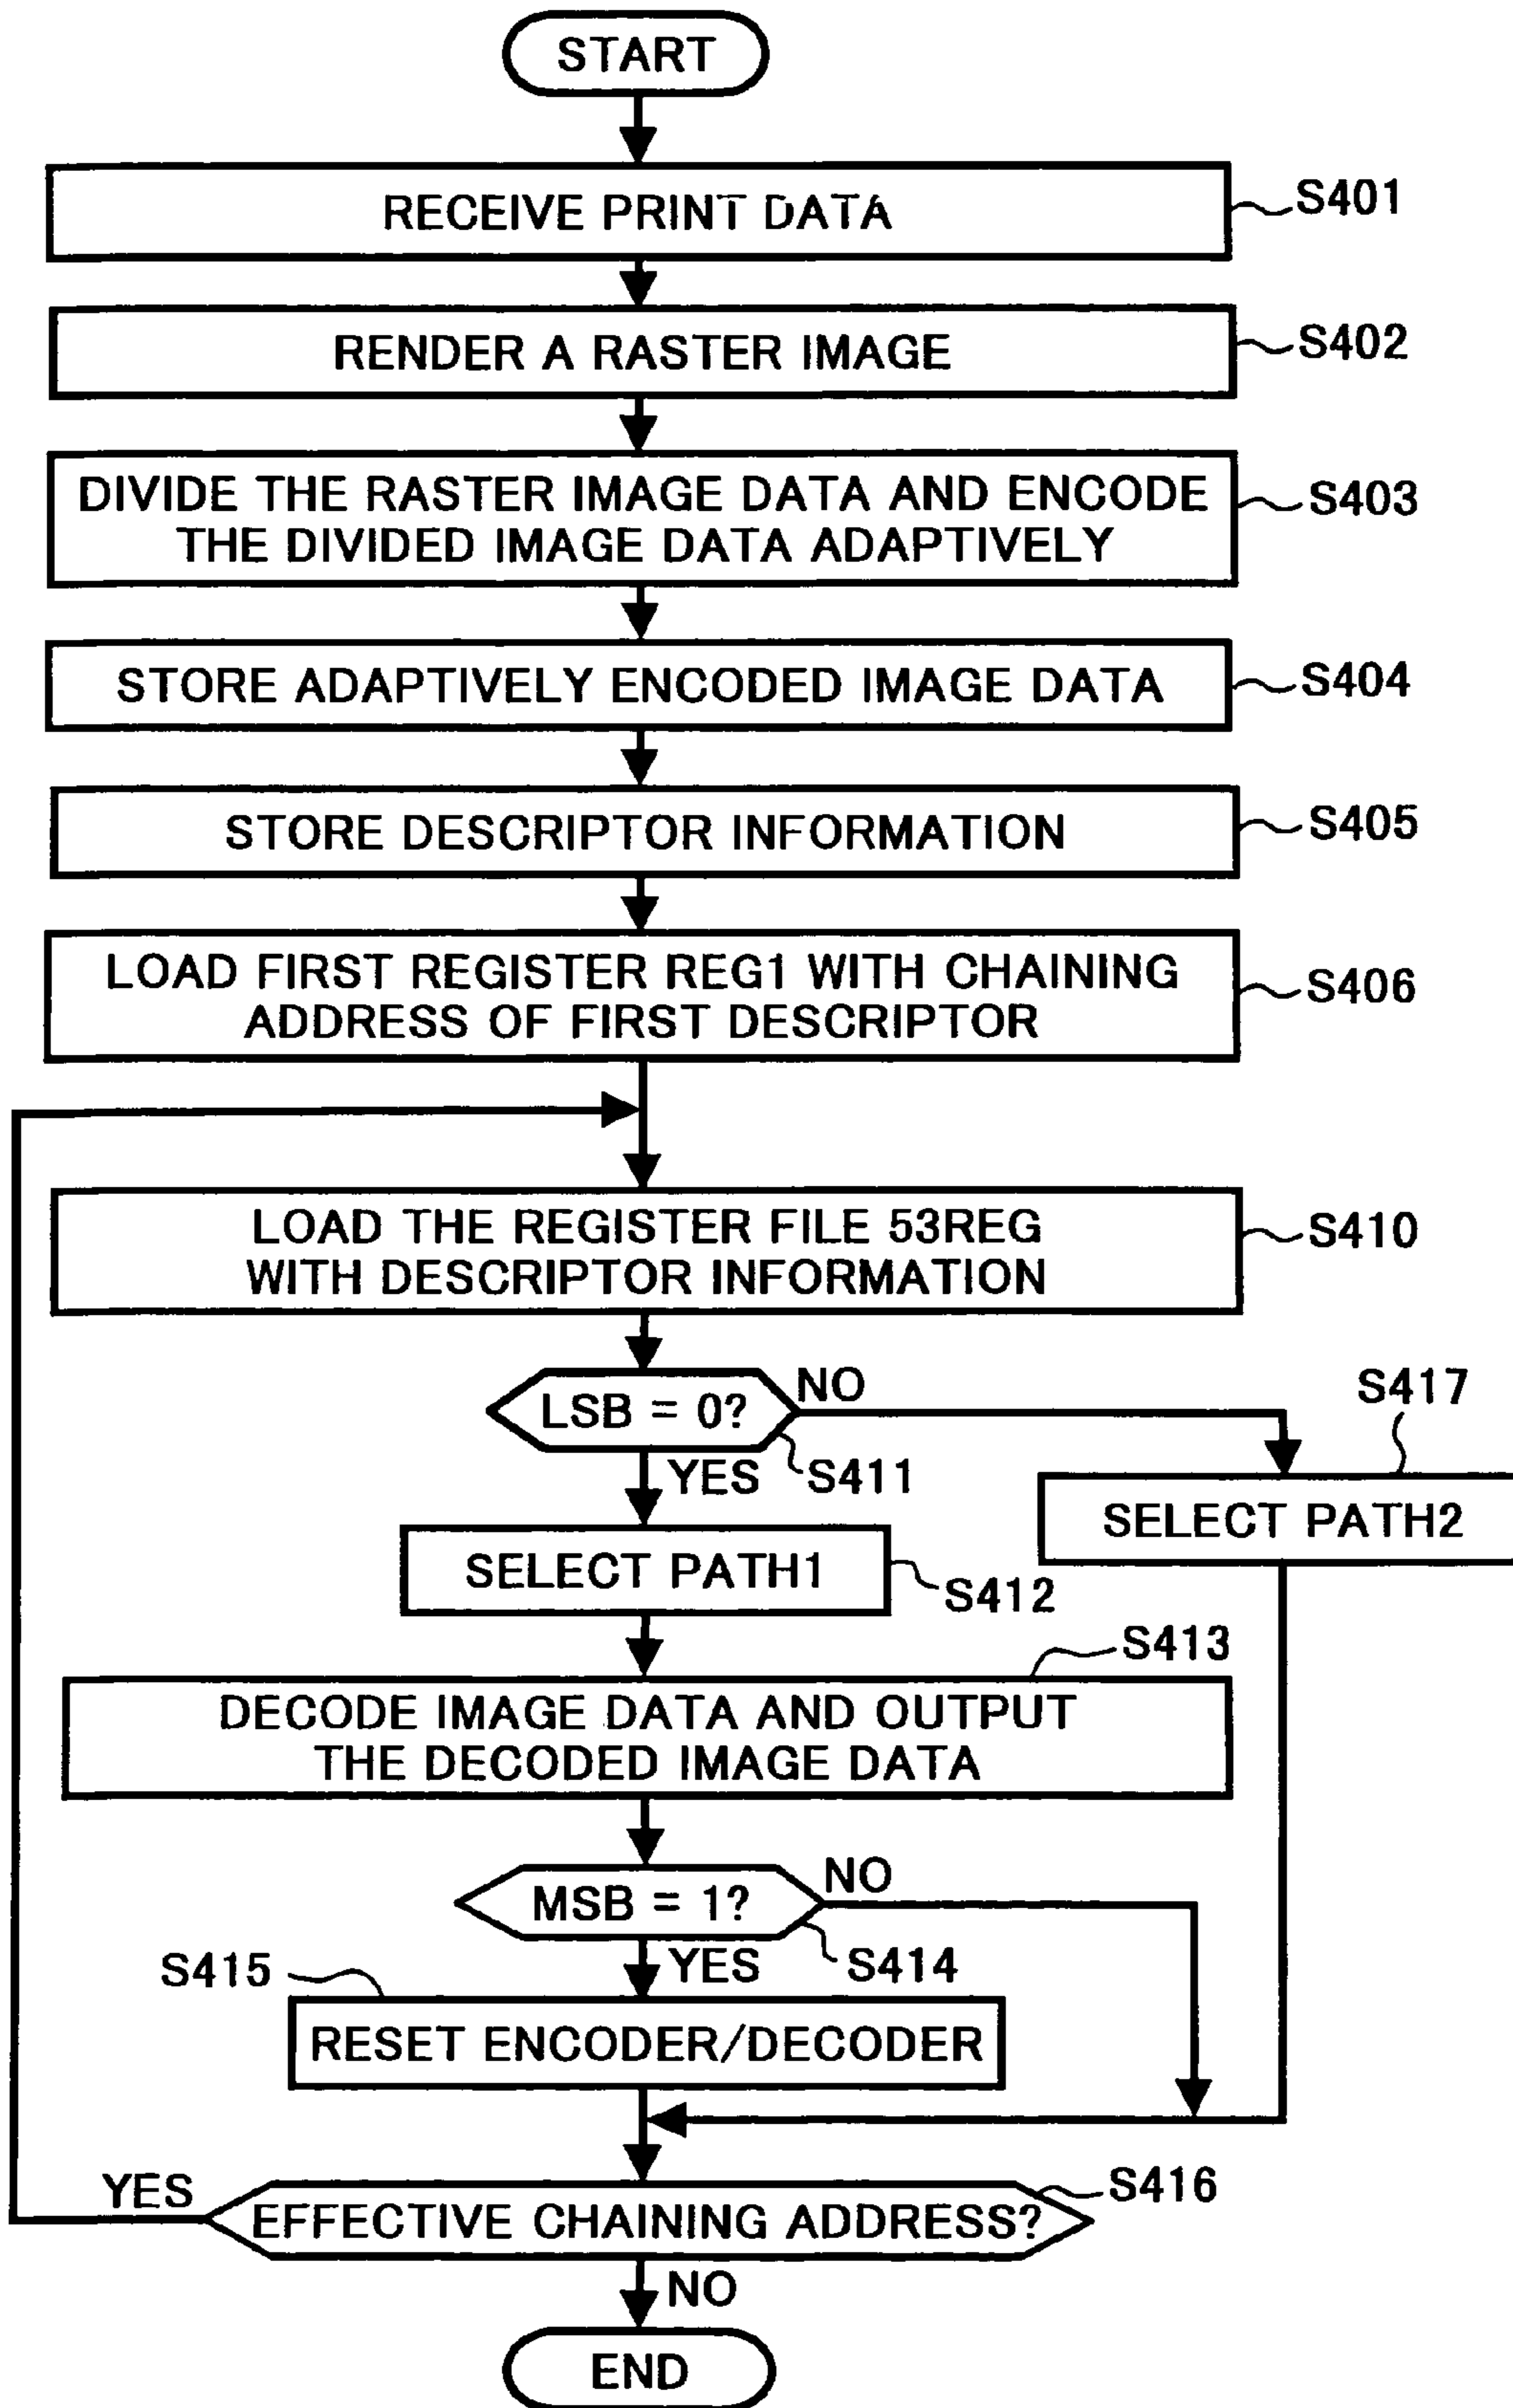 START
RECEIVE PRINT DATA
S401
RENDER A RASTER IMAGE
S402
DIVIDE THE RASTER IMAGE DATA AND ENCODE
THE DIVIDED IMAGE DATA ADAPTIVELY
S403
STORE ADAPTIVELY ENCODED IMAGE DATA
S404
STORE DESCRIPTOR INFORMATION
S405
LOAD FIRST REGISTER REG1 WITH CHAINING
ADDRESS OF FIRST DESCRIPTOR
S406
LOAD THE REGISTER FILE 53REG
WITH DESCRIPTOR INFORMATION
S410
LSB = 0?
NO
S417
YES
S411
SELECT PATH2
SELECT PATH1
S412
S413
DECODE IMAGE DATA AND OUTPUT
THE DECODED IMAGE DATA
MSB = 1?
NO
YES
S414
S415
RESET ENCODER/DECODER
YES
S416
EFFECTIVE CHAINING ADDRESS?
NO
END